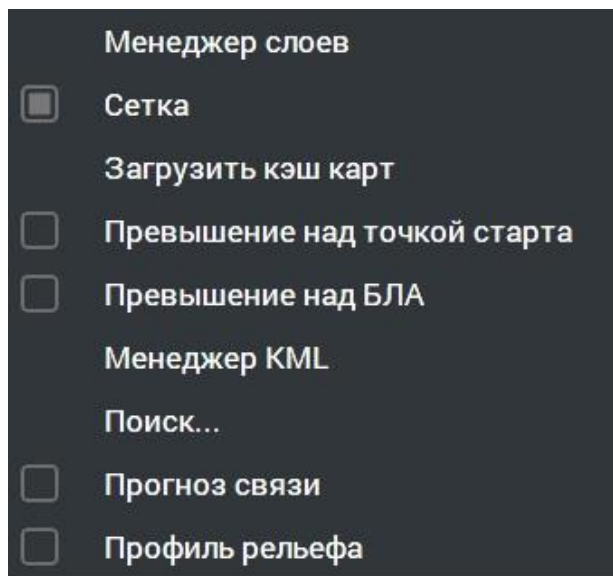 Менеджер слоев
Сетка
Загрузить кэш карт
Превышение над точкой старта
Превышение над БЛА
Менеджер KML
Поиск...
Прогноз связи
Профиль рельефа